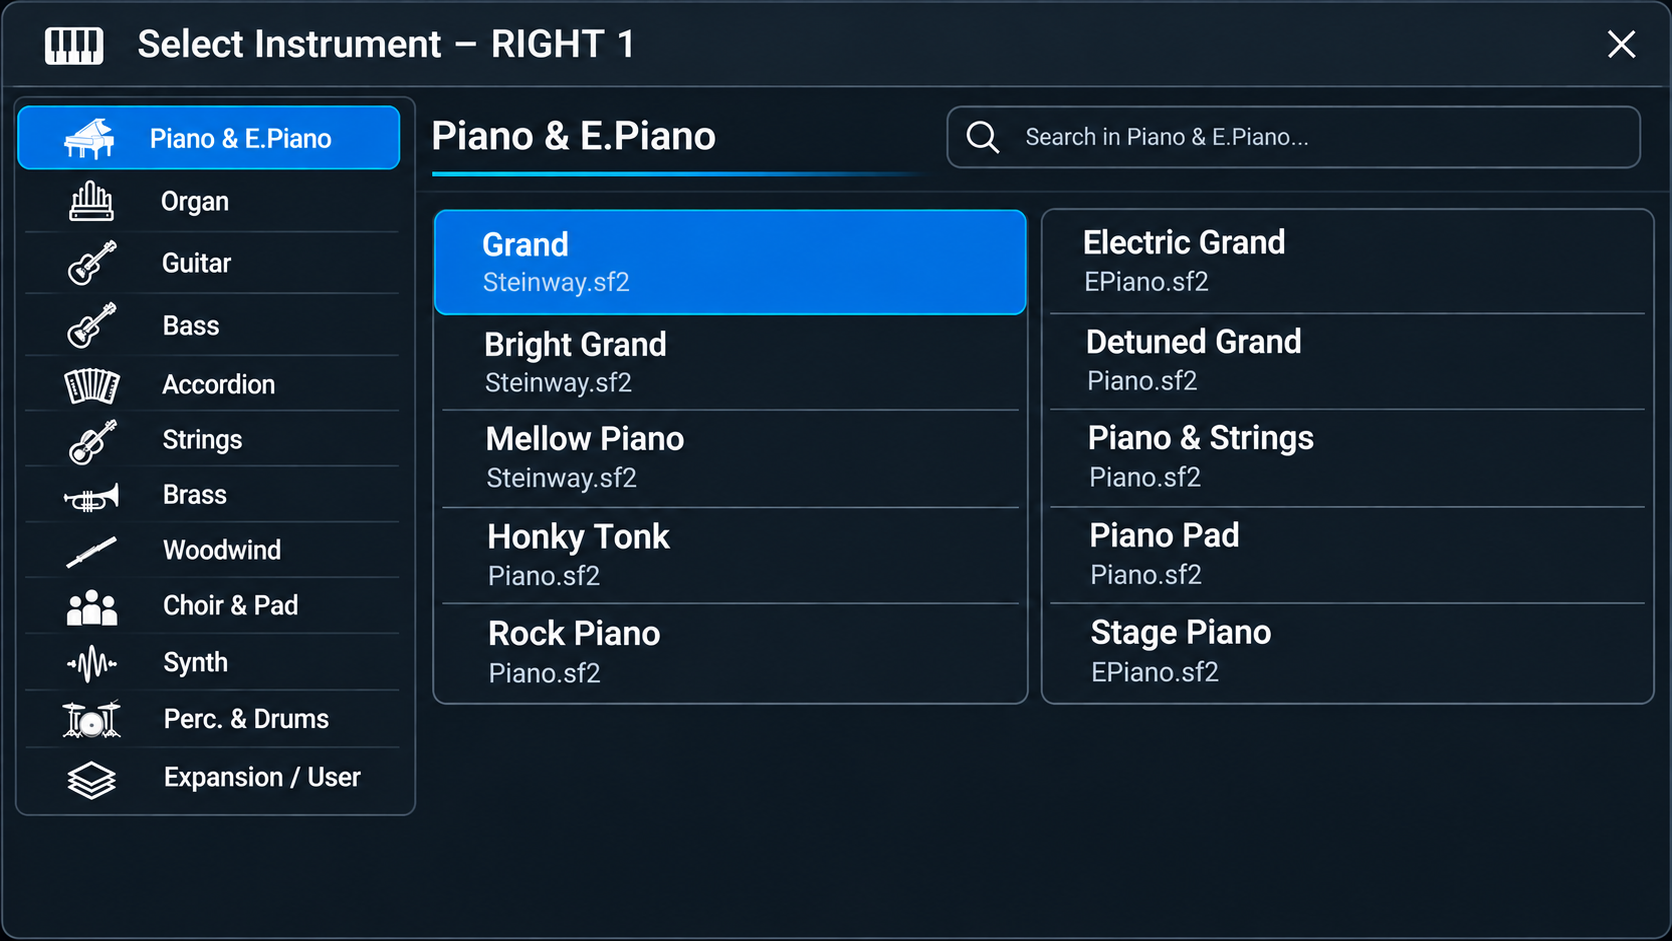 Select Instrument – RIGHT 1
Piano & E.Piano
Organ
Guitar
Bass
Accordion
Strings
Brass
Woodwind
Choir & Pad
Synth
Perc. & Drums
Expansion / User
Piano & E.Piano
Search in Piano & E.Piano...
Grand
Steinway.sf2
Bright Grand
Steinway.sf2
Mellow Piano
Steinway.sf2
Honky Tonk
Piano.sf2
Rock Piano
Piano.sf2
Electric Grand
EPiano.sf2
Detuned Grand
Piano.sf2
Piano & Strings
Piano.sf2
Piano Pad
Piano.sf2
Stage Piano
EPiano.sf2